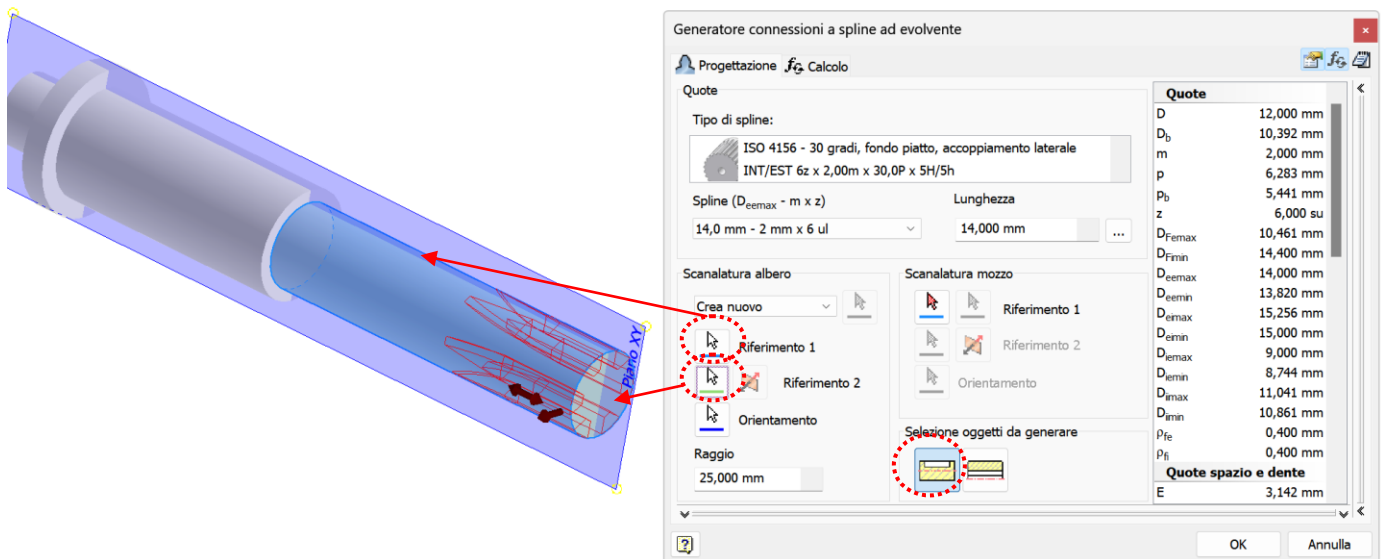 Generatore connessioni a spline ad evolvente
Progettazione
Calcolo
Quote
Tipo di spline:
ISO 4156 - 30 gradi, fondo piatto, accoppiamento laterale
INT/EST 6z x 2,00m x 30,0P x 5H/5h
Spline (Deemax - m x z)
Lunghezza
14,0 mm - 2 mm x 6 ul
14,000 mm
...
Scanalatura albero
Crea nuovo
Riferimento 1
Riferimento 2
Orientamento
Raggio
25,000 mm
Scanalatura mozzo
Riferimento 1
Riferimento 2
Orientamento
Selezione oggetti da generare
Quote
D 12,000 mm
Db 10,392 mm
m 2,000 mm
p 6,283 mm
pb 5,441 mm
z 6,000 su
DFemax 10,461 mm
DFimin 14,400 mm
Deemax 14,000 mm
Deemin 13,820 mm
Deimax 15,256 mm
Deimin 15,000 mm
Diemax 9,000 mm
Diemin 8,744 mm
Dimax 11,041 mm
Dimin 10,861 mm
ρfe 0,400 mm
ρfi 0,400 mm
Quote spazio e dente
E 3,142 mm
OK
Annulla
Piano XY